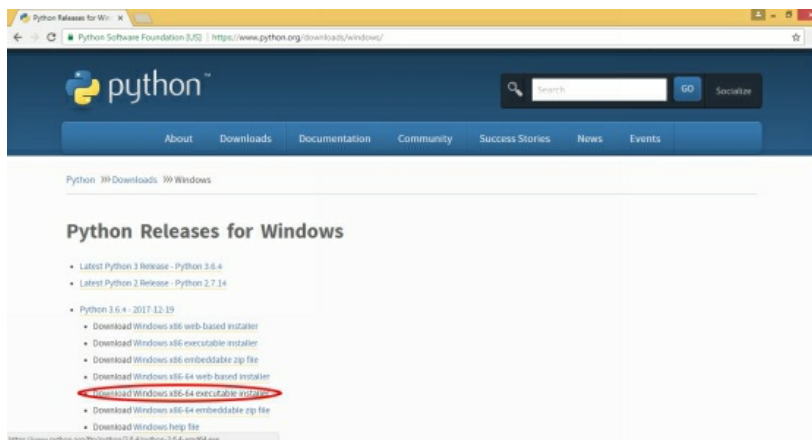 Python Releases for Win
Python Software Foundation [US] https://www.python.org/downloads/windows/
python
Search
GO
Socialize
About Downloads Documentation Community Success Stories News Events
Python >>> Downloads >>> Windows
Python Releases for Windows
Latest Python 3 Release - Python 3.6.4
Latest Python 2 Release - Python 2.7.14
Python 3.6.4 - 2017-12-19
Download Windows x86 web-based installer
Download Windows x86 executable installer
Download Windows x86 embeddable zip file
Download Windows x86-64 web-based installer
Download Windows x86-64 executable installer
Download Windows x86-64 embeddable zip file
Download Windows help file